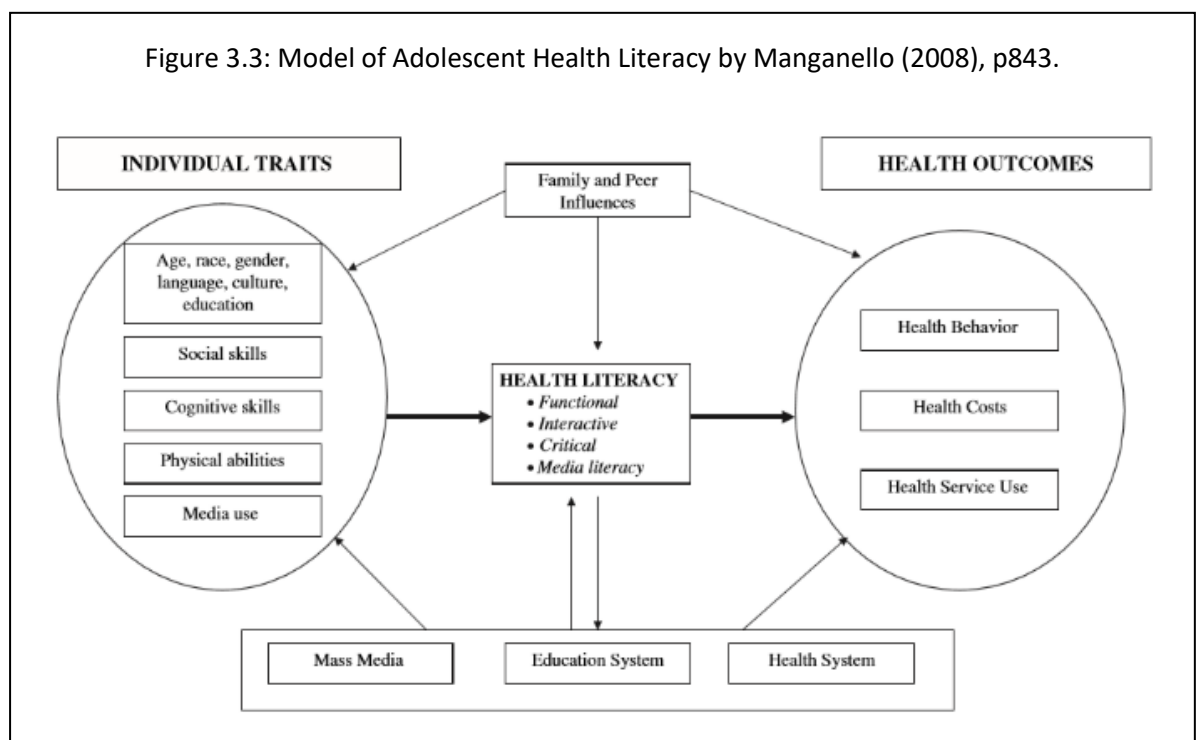 Figure 3.3: Model of Adolescent Health Literacy by Manganello (2008), p843.
INDIVIDUAL TRAITS
Family and Peer
Influences
HEALTH OUTCOMES
Age, race, gender,
language, culture,
education
Social skills
Cognitive skills
Physical abilities
Media use
HEALTH LITERACY
• Functional
• Interactive
• Critical
• Media literacy
Health Behavior
Health Costs
Health Service Use
Mass Media
Education System
Health System